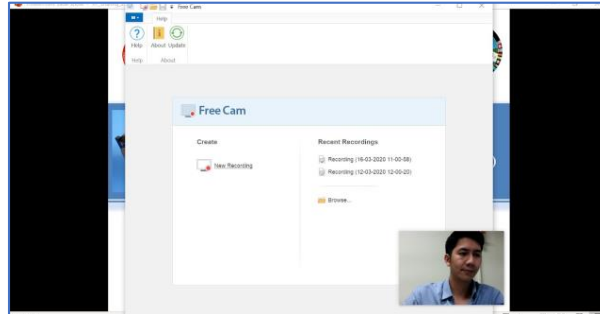 Free Cam
Help
Help
About
Update
Help
About
Free Cam
Create
New Recording
Recent Recordings
Recording (16-03-2020 11-00-08)
Recording (12-03-2020 12-00-20)
Browse...